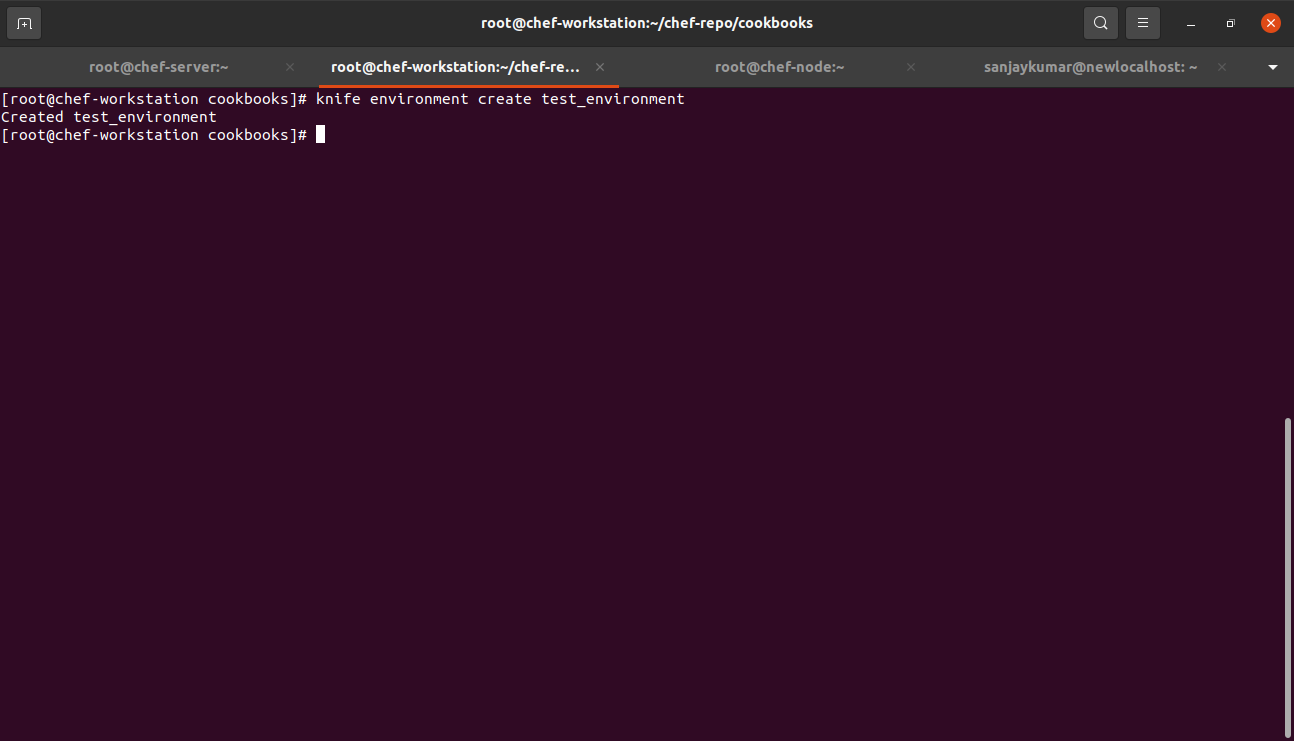 root@chef-workstation:~/chef-repo/cookbooks
root@chef-server:~
root@chef-workstation:~/chef-re...
root@chef-node:~
sanjaykumar@newlocalhost: ~
[root@chef-workstation cookbooks]# knife environment create test_environment
Created test_environment
[root@chef-workstation cookbooks]#